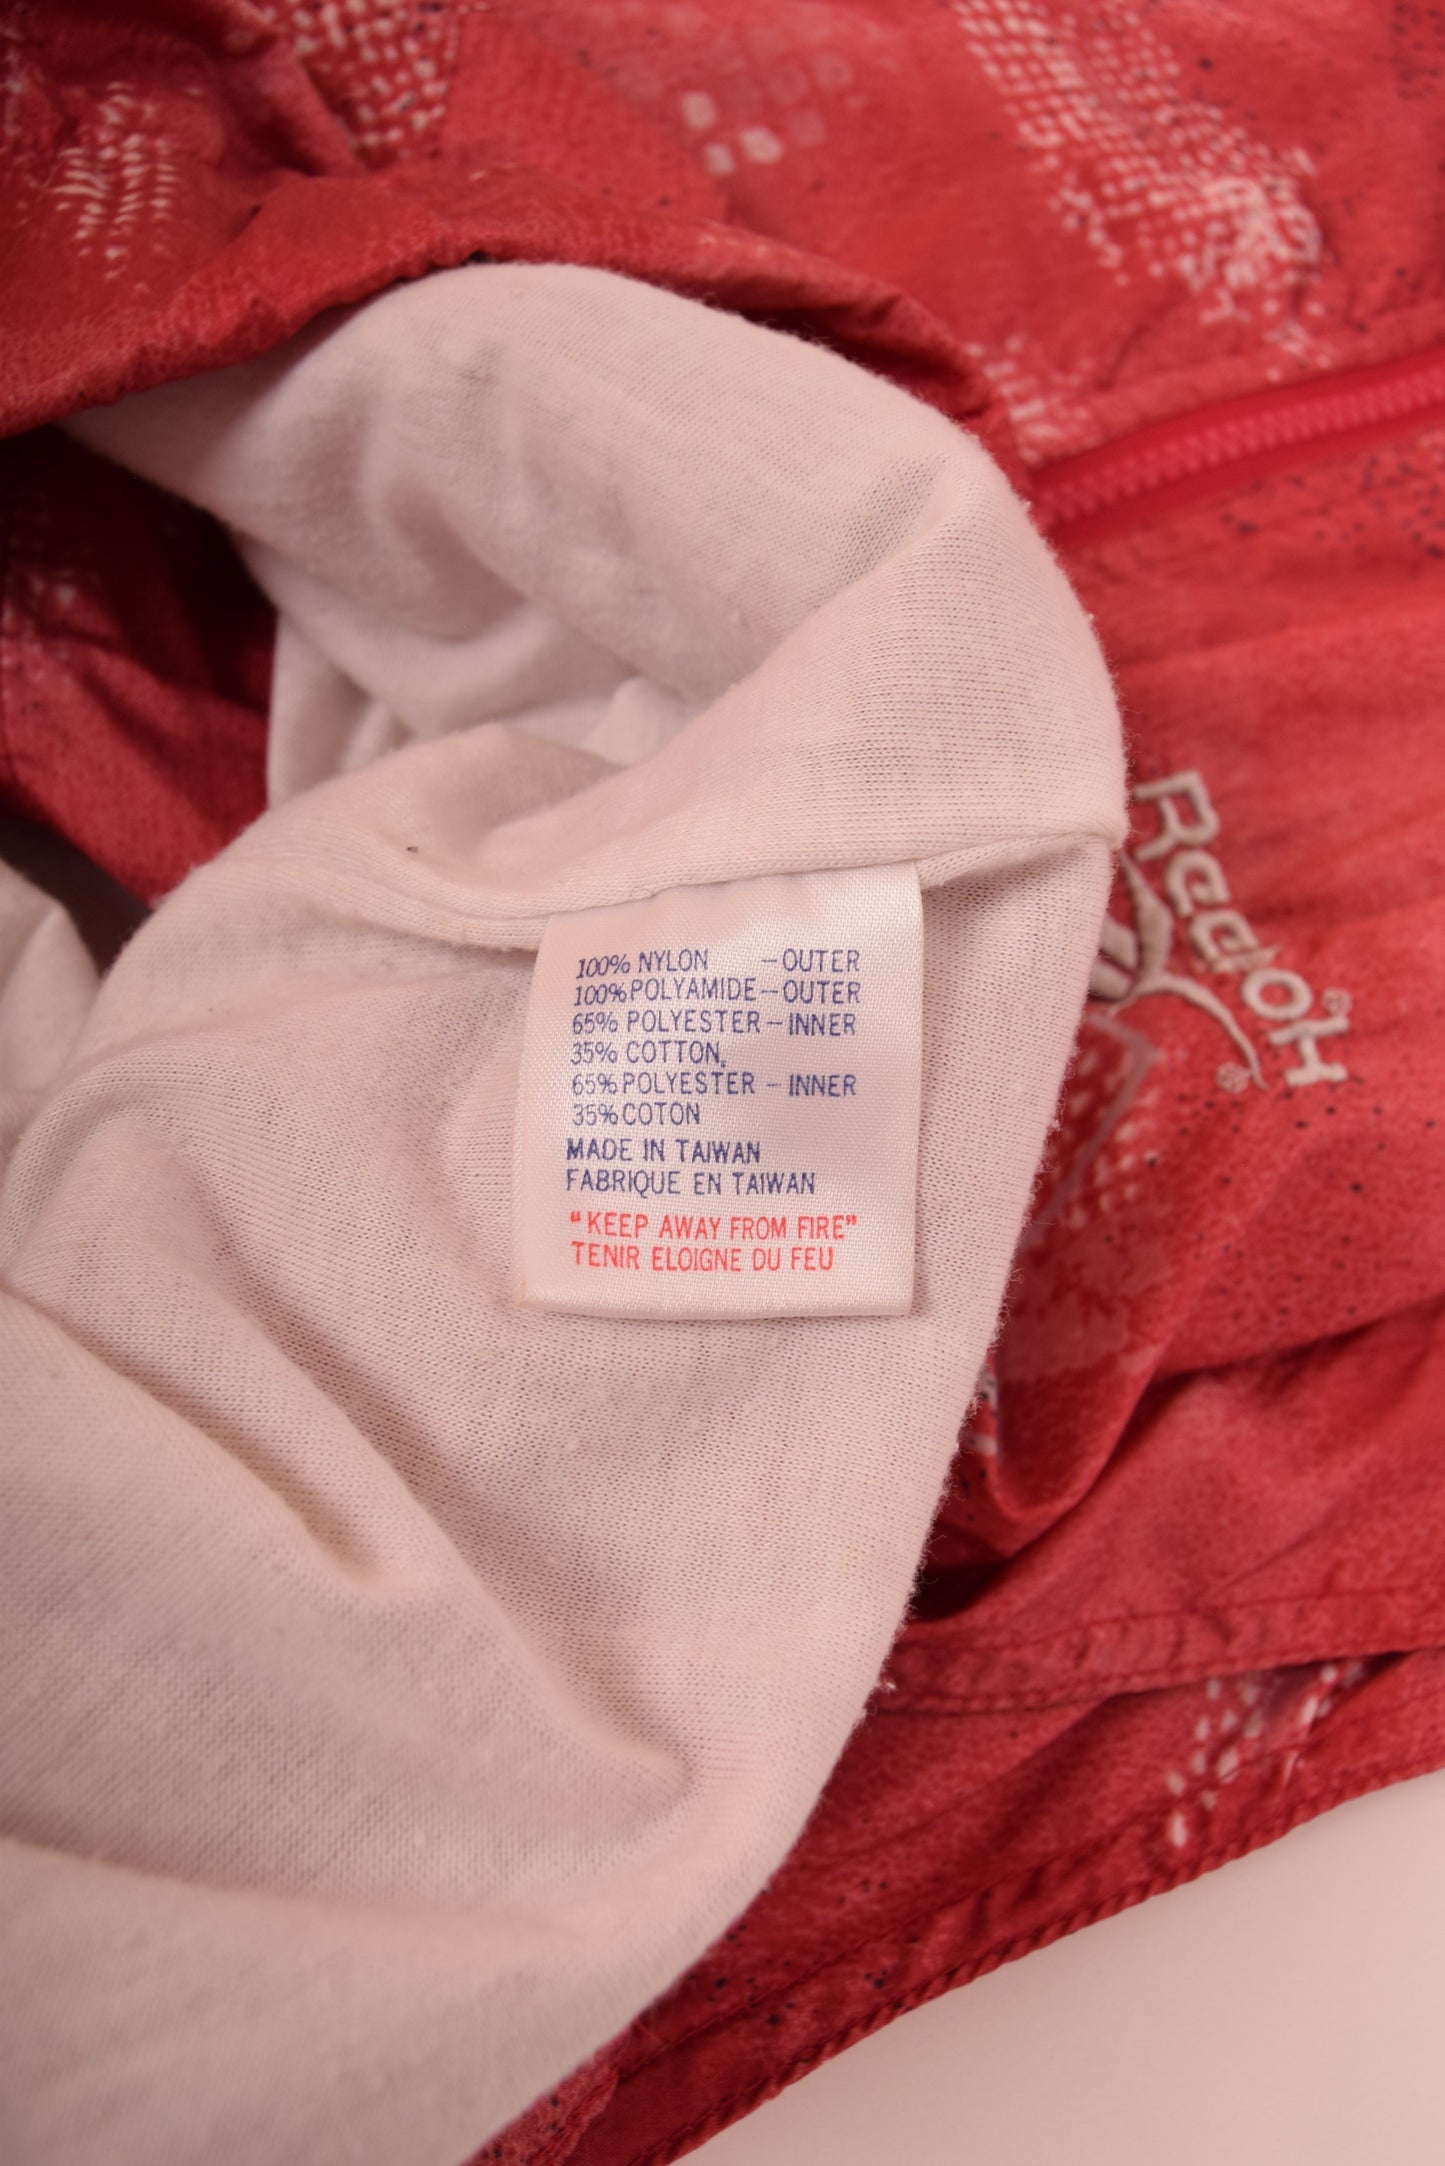 100% NYLON —OUTER
100% POLYAMIDE—OUTER
65% POLYESTER—INNER
35% COTTON,
65% POLYESTER—INNER
35% COTON
MADE IN TAIWAN
FABRIQUE EN TAIWAN
"KEEP AWAY FROM FIRE"
TENIR ELOIGNE DU FEU
ReeboH